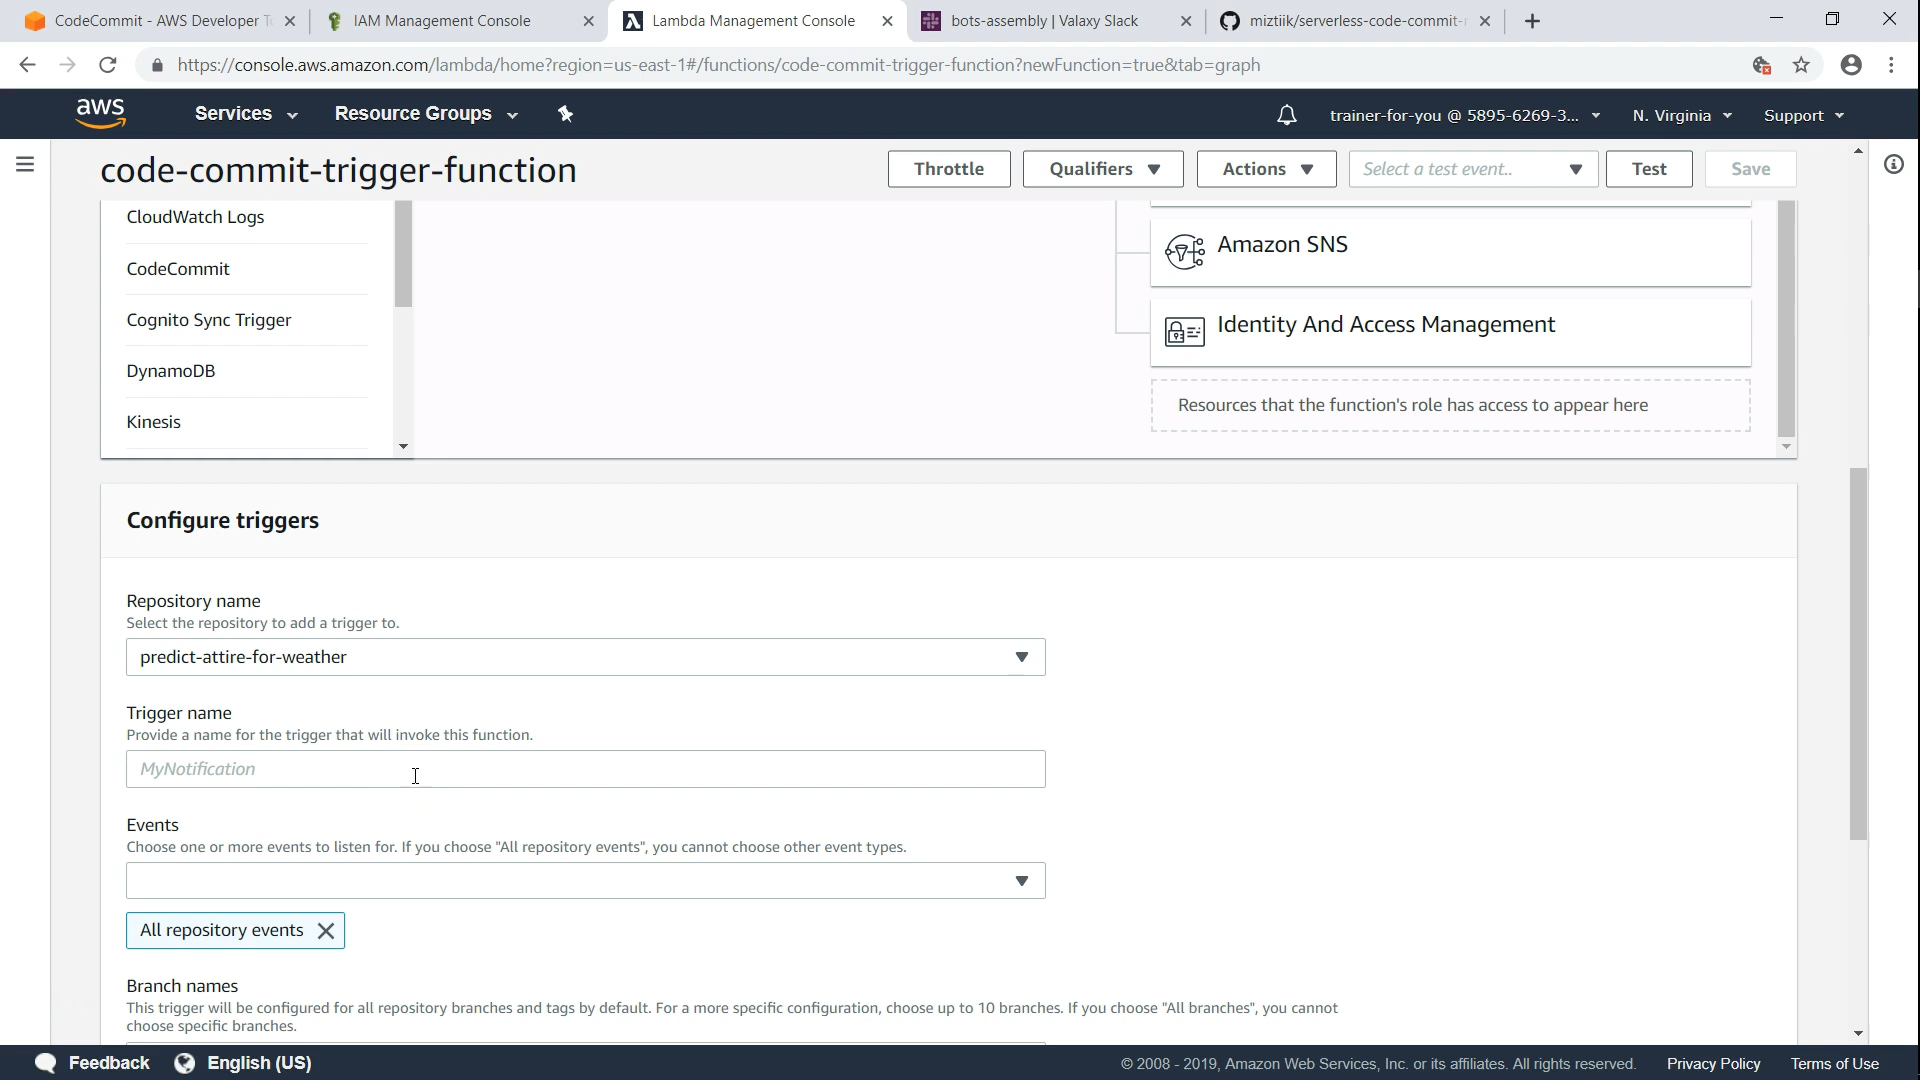 CodeCommit - AWS Developer T
IAM Management Console
Lambda Management Console
bots-assembly | Valaxy Slack
miztiik/serverless-code-commit-
https://console.aws.amazon.com/lambda/home?region=us-east-1#/functions/code-commit-trigger-function?newFunction=true&tab=graph
aws
Services
Resource Groups
trainer-for-you @ 5895-6269-3...
N. Virginia
Support
code-commit-trigger-function
Throttle
Qualifiers
Actions
Select a test event..
Test
Save
CloudWatch Logs
CodeCommit
Cognito Sync Trigger
DynamoDB
Kinesis
Amazon SNS
Identity And Access Management
Resources that the function's role has access to appear here
Configure triggers
Repository name
Select the repository to add a trigger to.
predict-attire-for-weather
Trigger name
Provide a name for the trigger that will invoke this function.
MyNotification
Events
Choose one or more events to listen for. If you choose "All repository events", you cannot choose other event types.
All repository events
Branch names
This trigger will be configured for all repository branches and tags by default. For a more specific configuration, choose up to 10 branches. If you choose "All branches", you cannot
choose specific branches.
Feedback
English (US)
© 2008 - 2019, Amazon Web Services, Inc. or its affiliates. All rights reserved.
Privacy Policy
Terms of Use